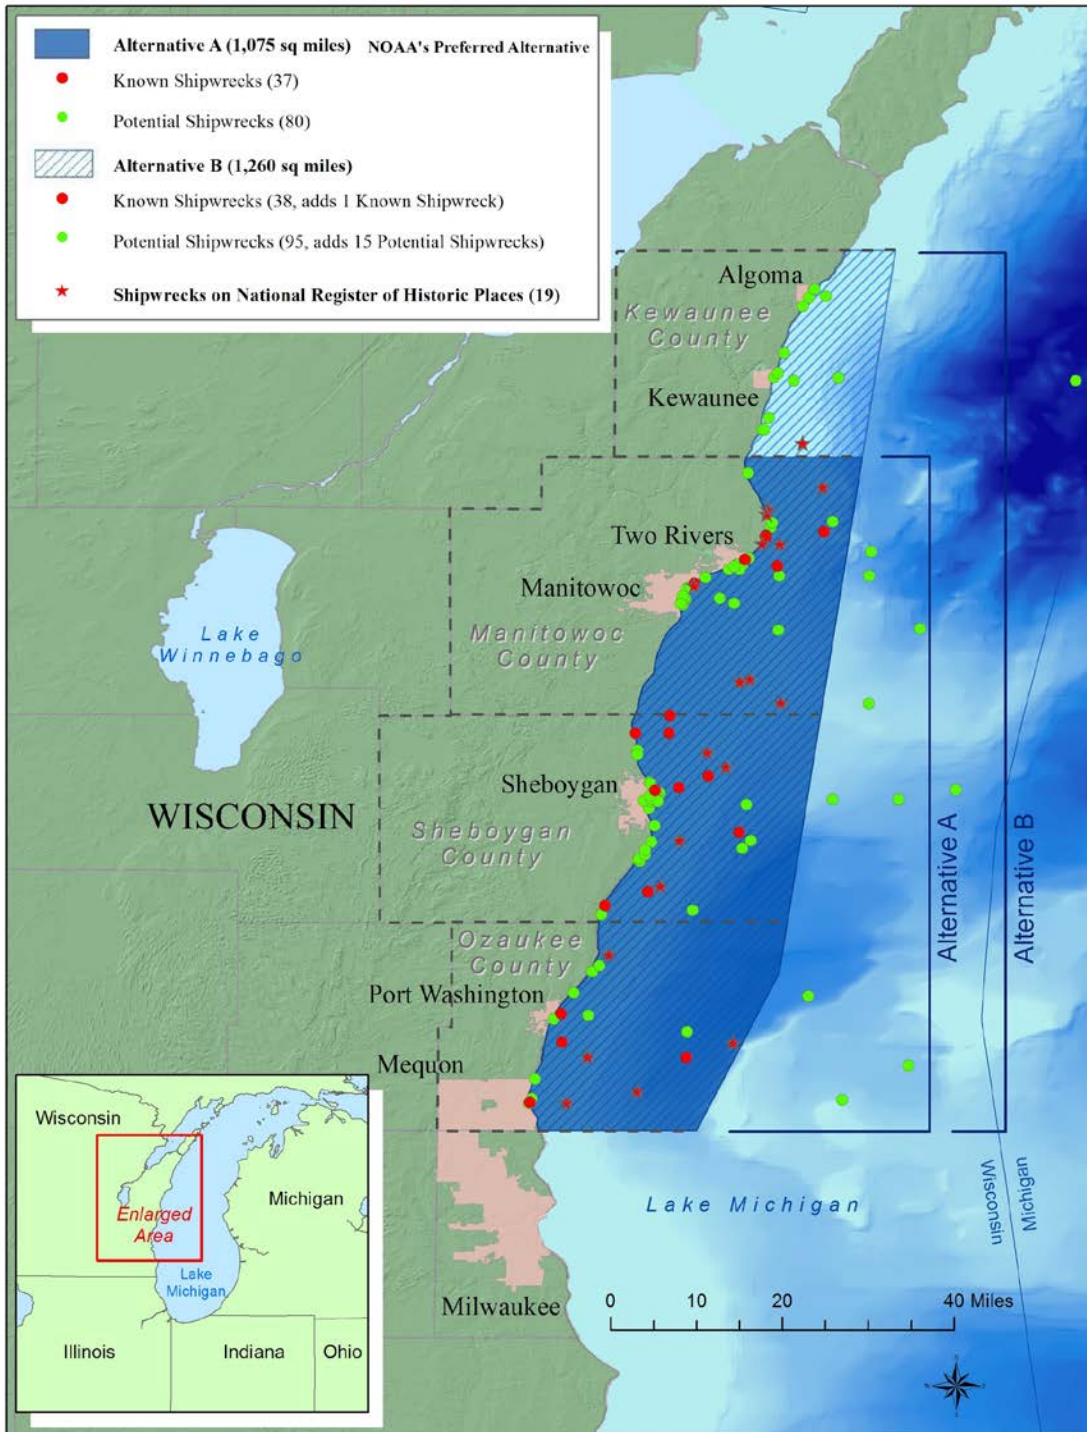 Alternative A (1,075 sq miles) NOAA's Preferred Alternative
Known Shipwrecks (37)
Potential Shipwrecks (80)
Alternative B (1,260 sq miles)
Known Shipwrecks (38, adds 1 Known Shipwreck)
Potential Shipwrecks (95, adds 15 Potential Shipwrecks)
Shipwrecks on National Register of Historic Places (19)
Algoma
Kewaunee
County
Kewaunee
Two Rivers
Manitowoc
Manitowoc
County
Lake
Winnebago
Sheboygan
WISCONSIN
Sheboygan
County
Alternative A
Alternative B
Ozaukee
County
Port Washington
Mequon
Lake Michigan
Wisconsin
Michigan
Milwaukee
0 10 20 40 Miles
Wisconsin
Michigan
Enlarged
Area
Lake
Michigan
Illinois
Indiana
Ohio